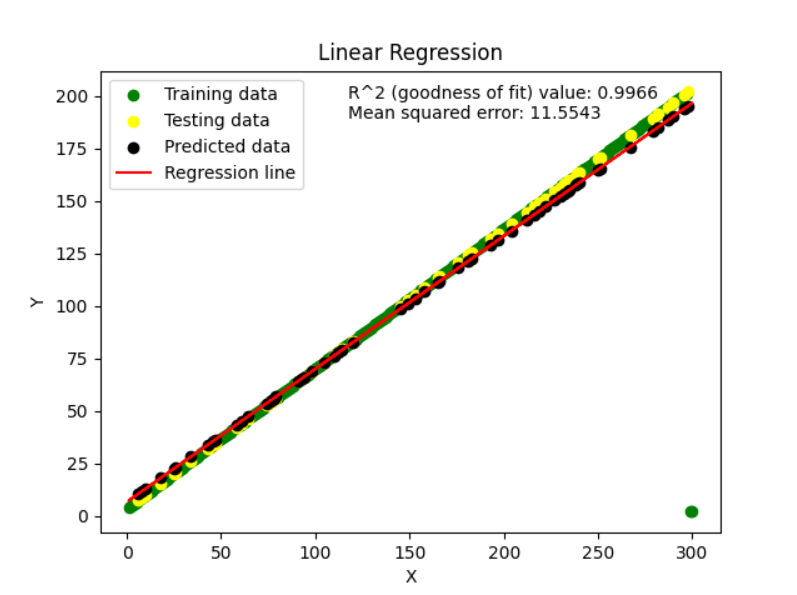 Linear Regression
Training data
Testing data
Predicted data
Regression line
R^2 (goodness of fit) value: 0.9966
Mean squared error: 11.5543
200
175
150
125
100
75
50
25
0
Y
0 50 100 150 200 250 300
X